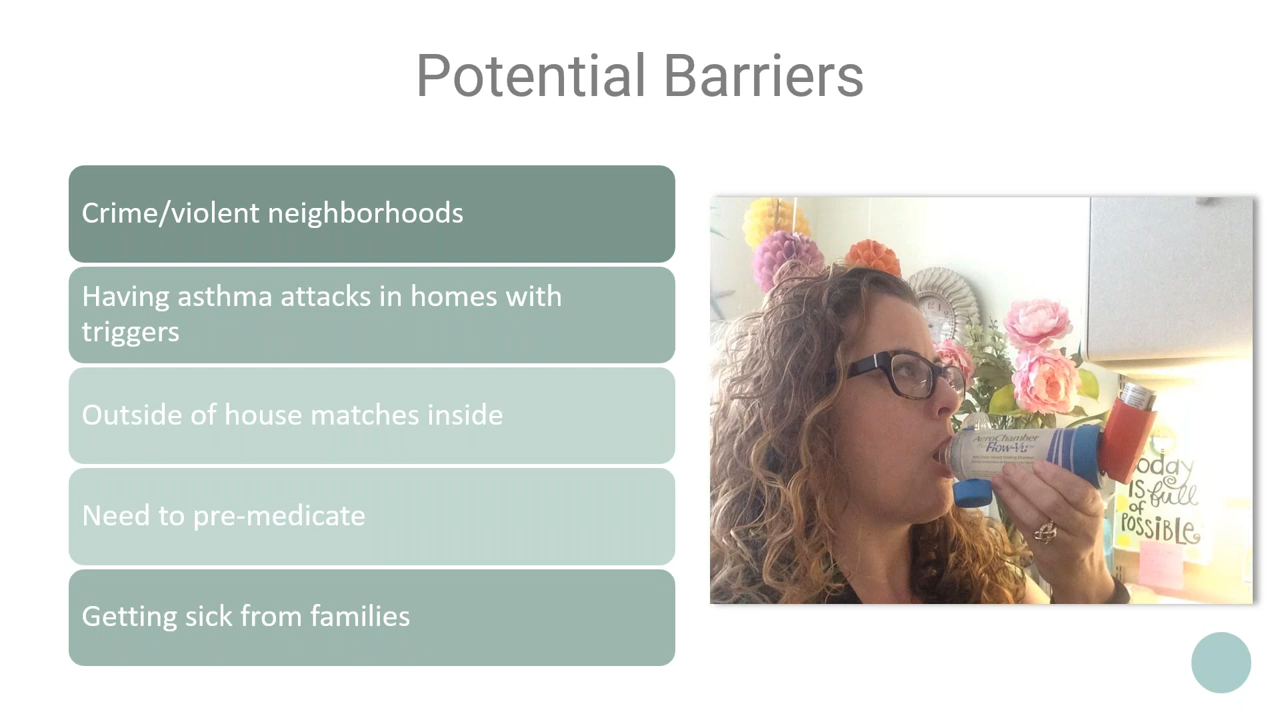 Potential Barriers
Crime/violent neighborhoods
Having asthma attacks in homes with
triggers
Outside of house matches inside
Need to pre-medicate
Getting sick from families
AeroChamber
Flow-Vu
oday
IS full
of
POSSIBLE